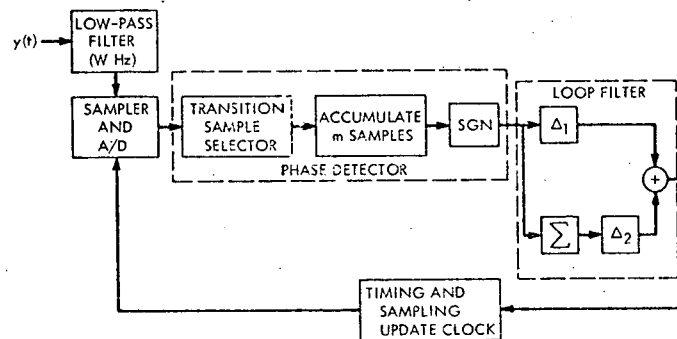 LOW-PASS
FILTER
(W Hz)
y(t)
SAMPLER
AND
A/D
TRANSITION
SAMPLE
SELECTOR
ACCUMULATE
m SAMPLES
SGN
PHASE DETECTOR
LOOP FILTER
Δ1
+
∑
Δ2
TIMING AND
SAMPLING
UPDATE CLOCK